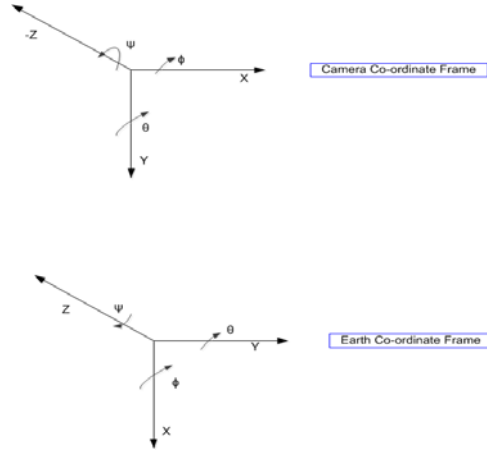 -Z
Ψ
ϕ
X
Camera Co-ordinate Frame
θ
Y
Ψ
Z
θ
Y
Earth Co-ordinate Frame
ϕ
X